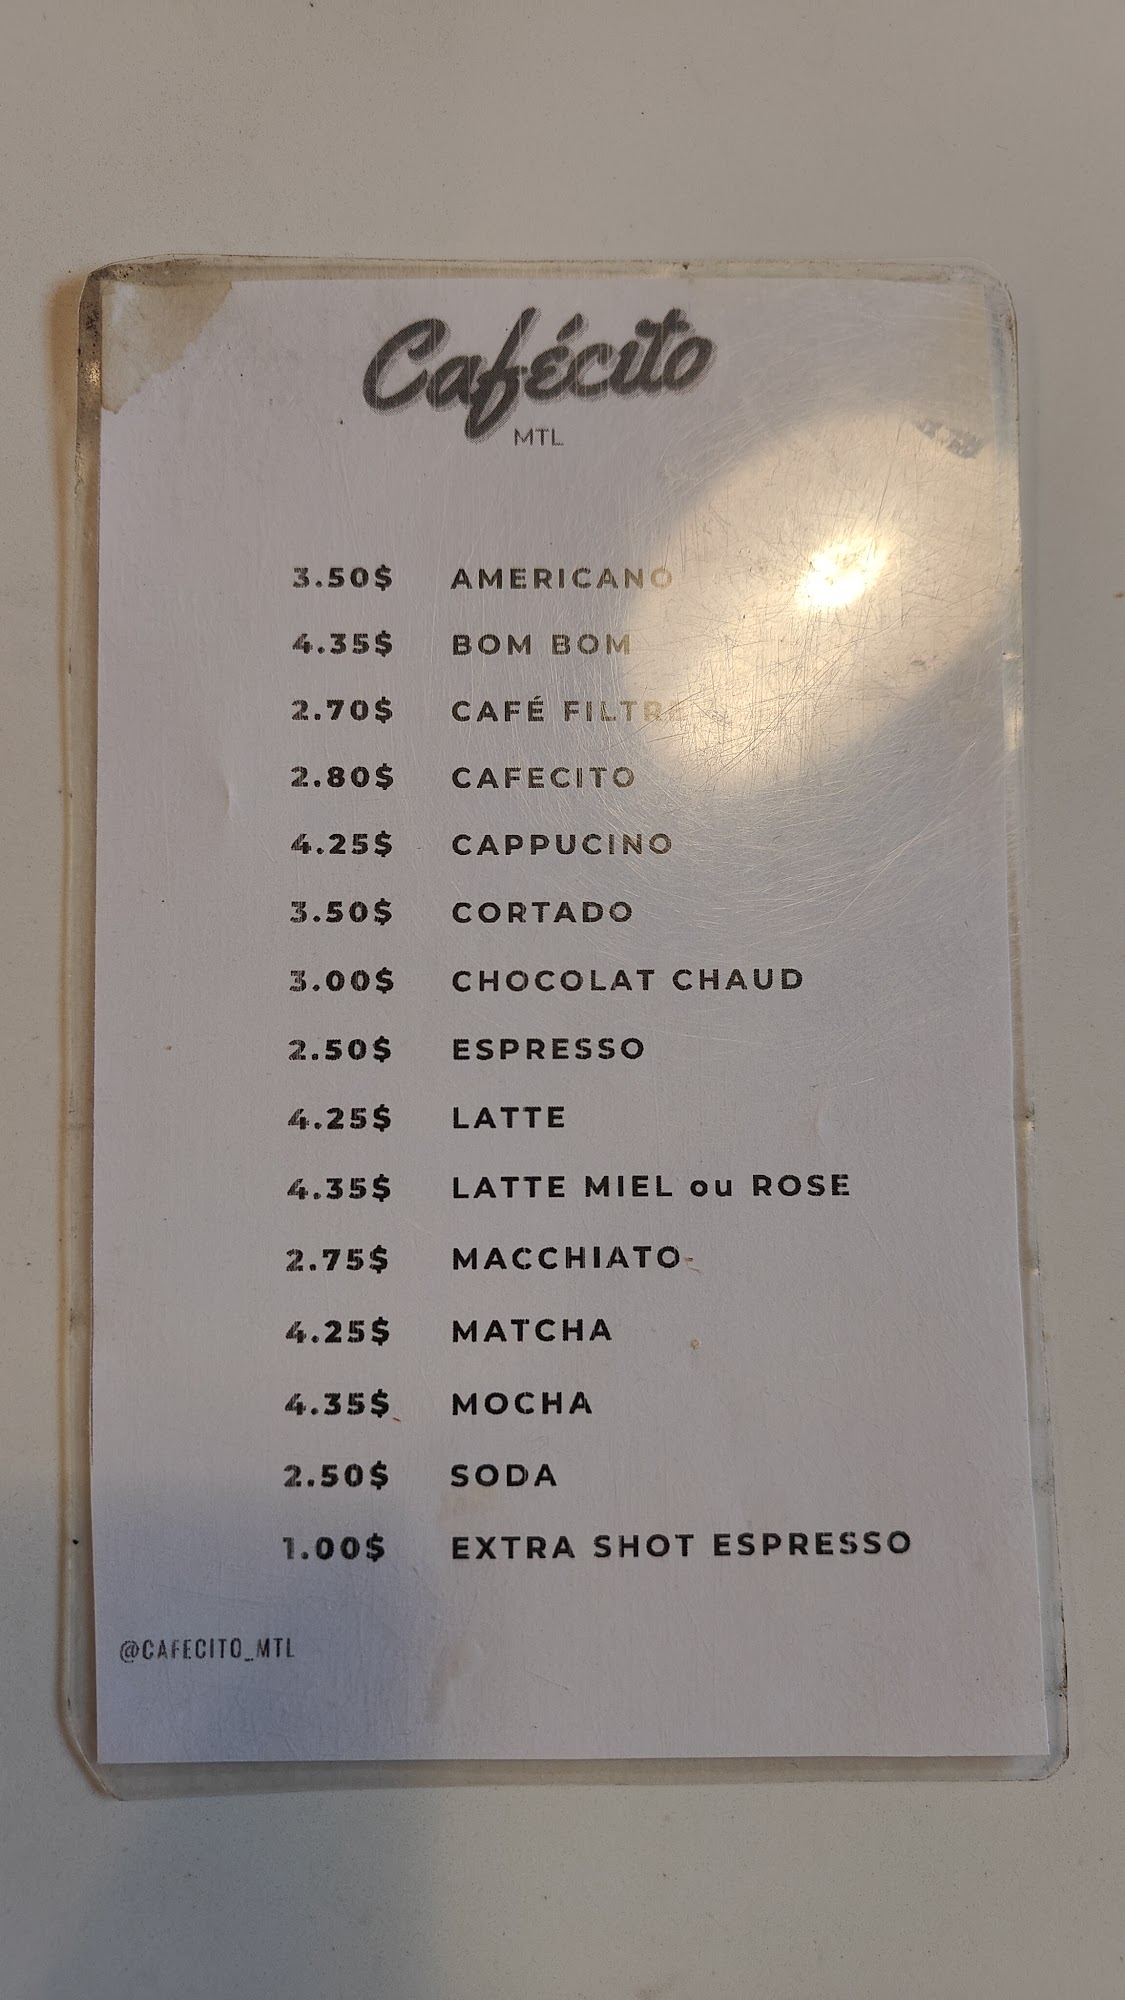 Cafécito
MTL
3.50$ AMERICANO
4.35$ BOM BOM
2.70$ CAFÉ FILTRE
2.80$ CAFECITO
4.25$ CAPPUCINO
3.50$ CORTADO
3.00$ CHOCOLAT CHAUD
2.50$ ESPRESSO
4.25$ LATTE
4.35$ LATTE MIEL ou ROSE
2.75$ MACCHIATO
4.25$ MATCHA
4.35$ MOCHA
2.50$ SODA
1.00$ EXTRA SHOT ESPRESSO
@CAFECITO_MTL